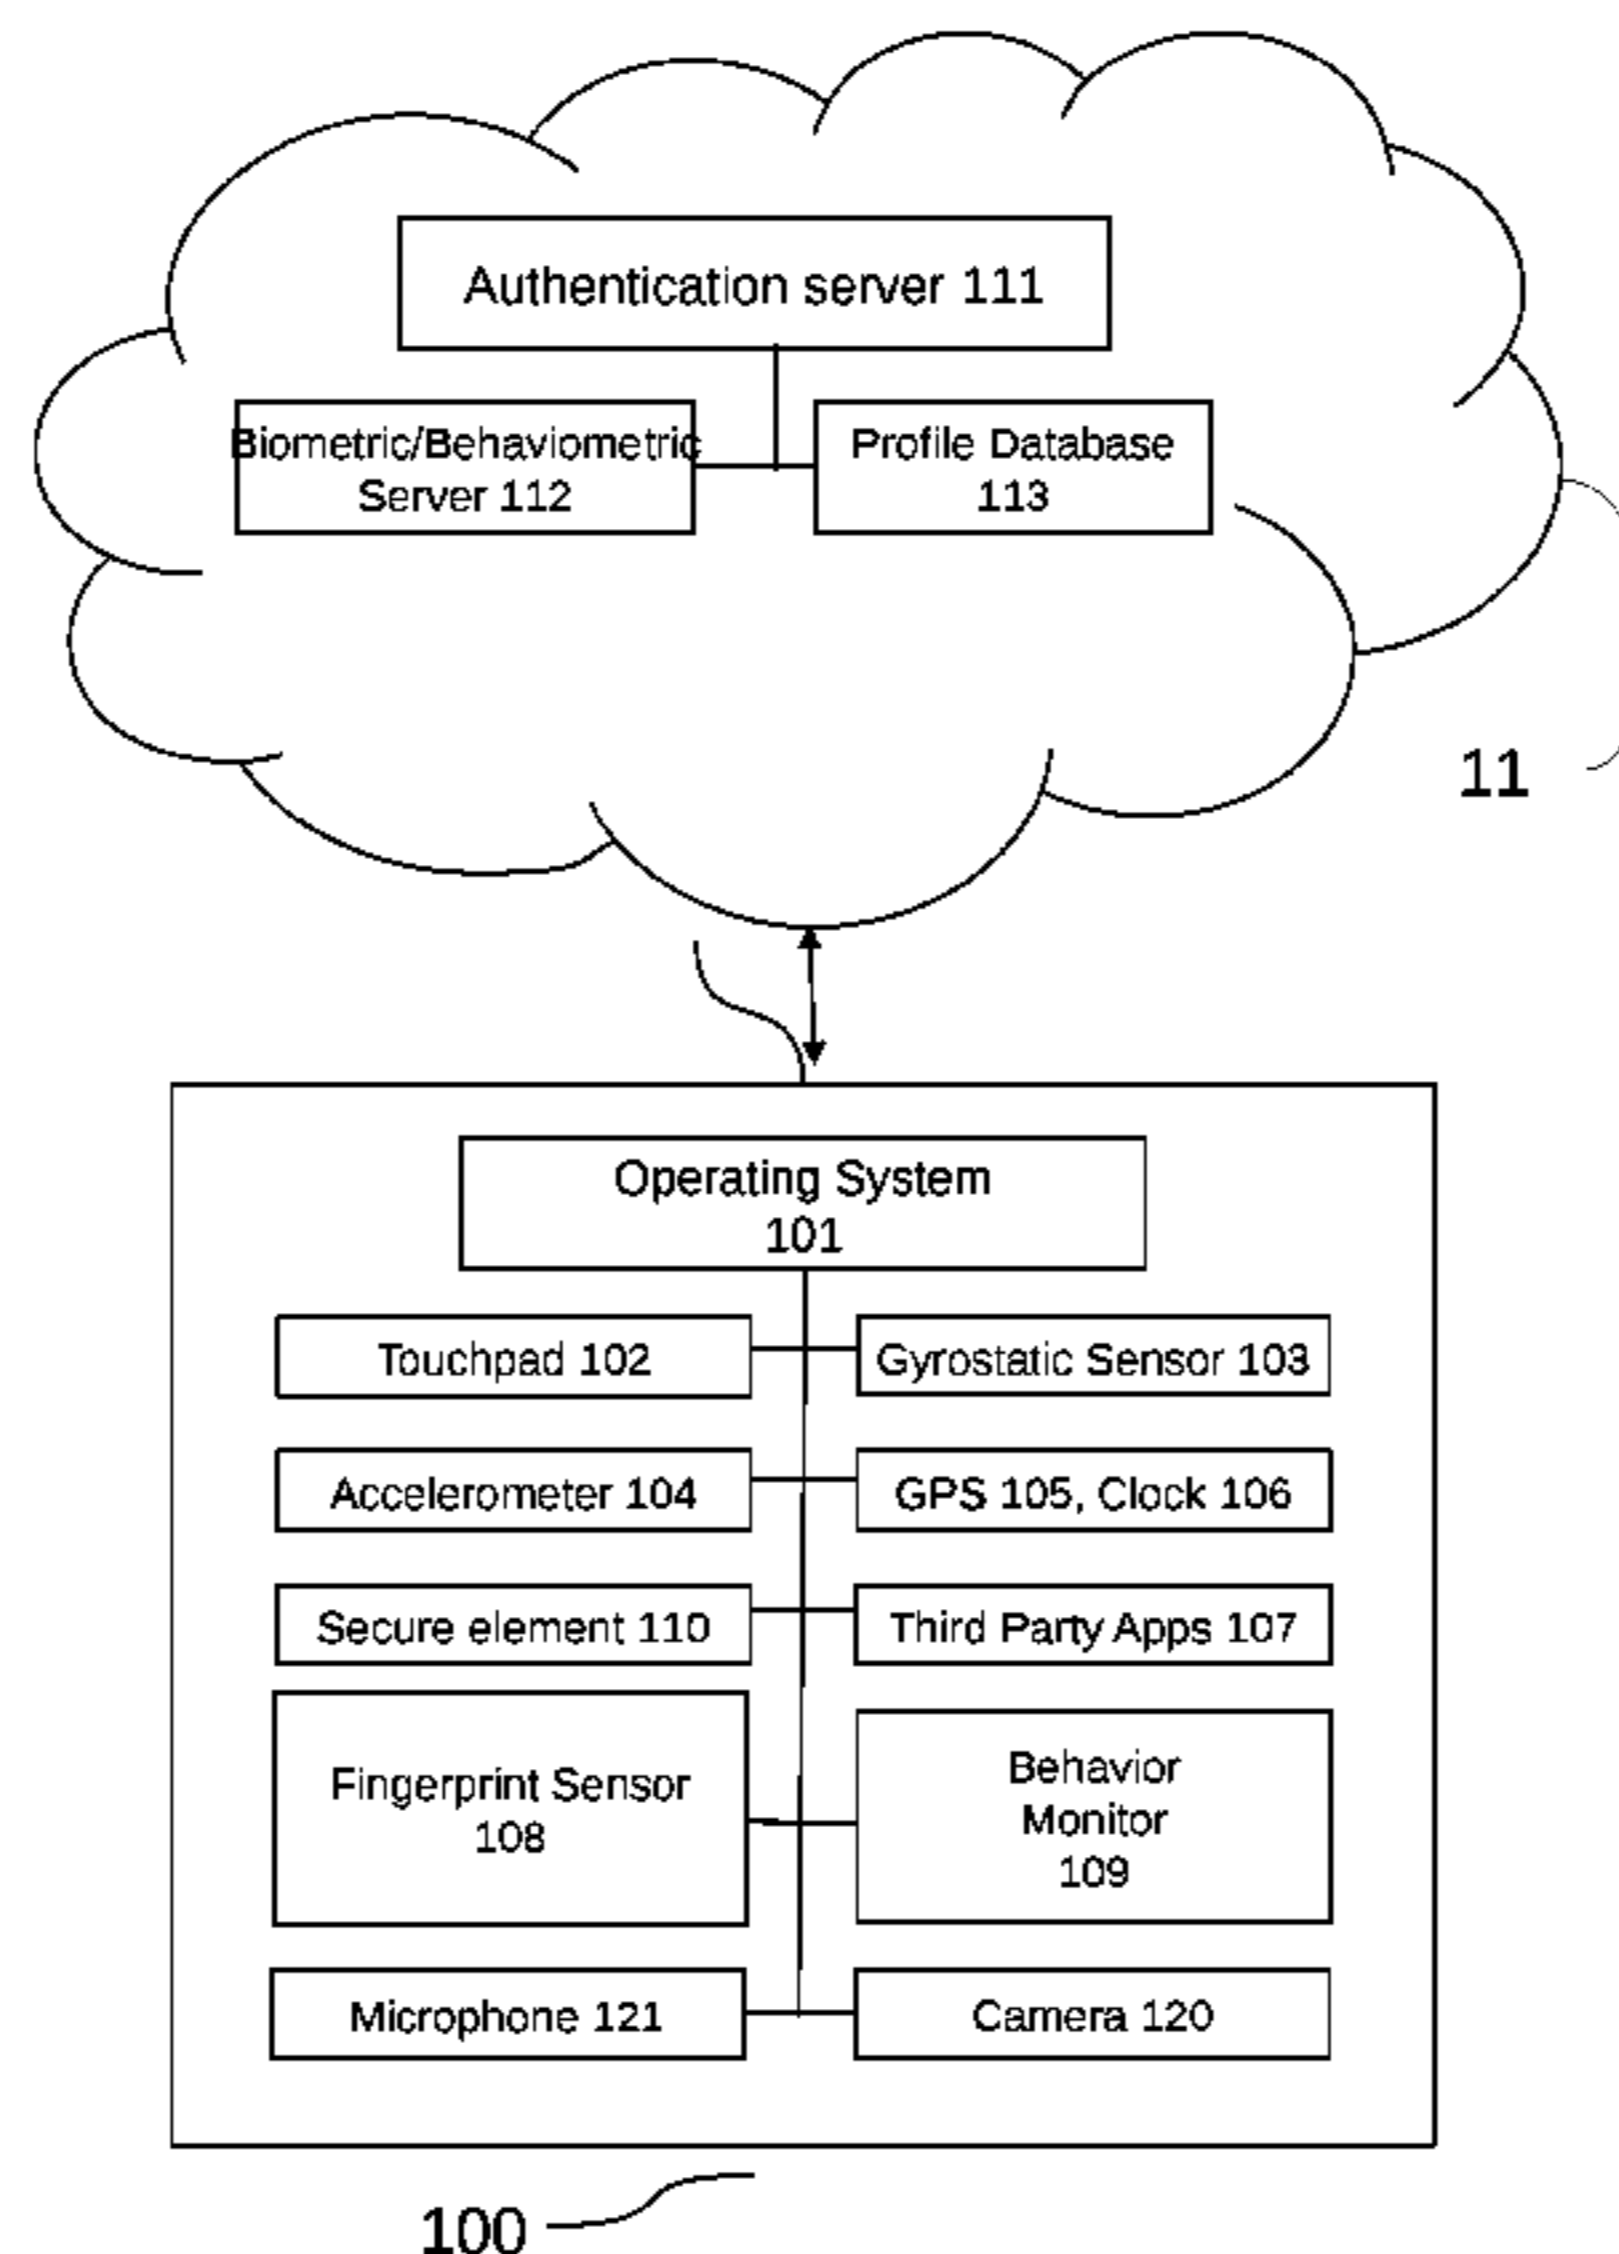 Authentication server 111
Biometric/Behaviometric
Server 112
Profile Database
113
11
Operating System
101
Touchpad 102
Gyrostatic Sensor 103
Accelerometer 104
GPS 105, Clock 106
Secure element 110
Third Party Apps 107
Fingerprint Sensor
108
Behavior
Monitor
109
Microphone 121
Camera 120
100